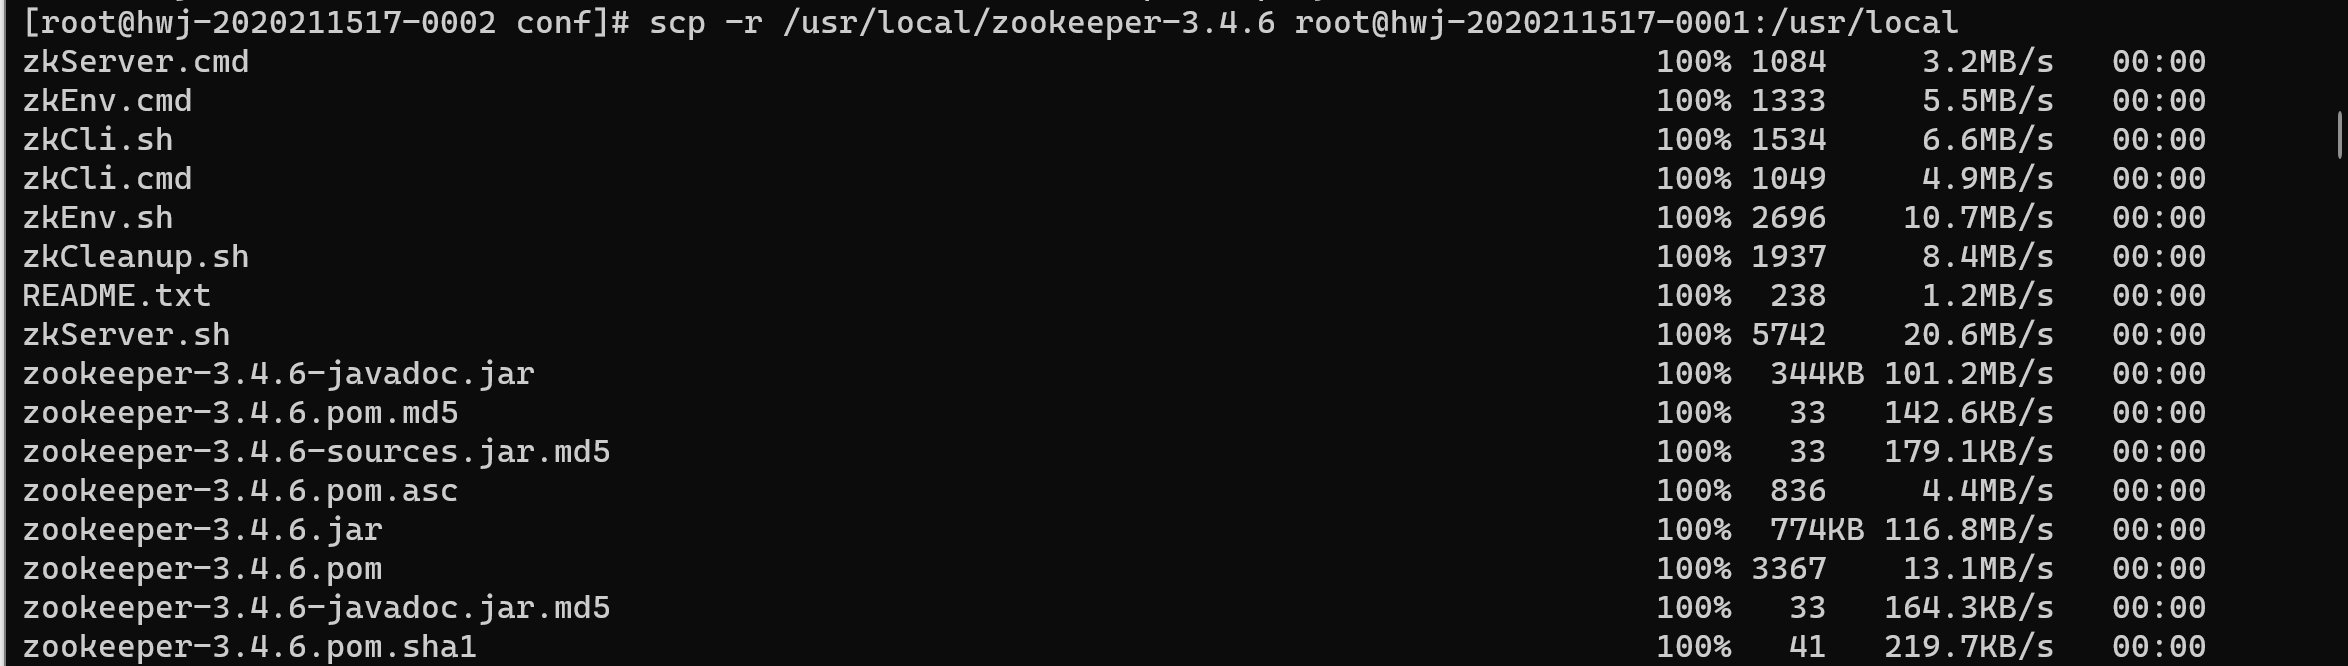 [root@hwj-2020211517-0002 conf]# scp -r /usr/local/zookeeper-3.4.6 root@hwj-2020211517-0001:/usr/local
zkServer.cmd 100% 1084 3.2MB/s 00:00
zkEnv.cmd 100% 1333 5.5MB/s 00:00
zkCli.sh 100% 1534 6.6MB/s 00:00
zkCli.cmd 100% 1049 4.9MB/s 00:00
zkEnv.sh 100% 2696 10.7MB/s 00:00
zkCleanup.sh 100% 1937 8.4MB/s 00:00
README.txt 100% 238 1.2MB/s 00:00
zkServer.sh 100% 5742 20.6MB/s 00:00
zookeeper-3.4.6-javadoc.jar 100% 344KB 101.2MB/s 00:00
zookeeper-3.4.6.pom.md5 100% 33 142.6KB/s 00:00
zookeeper-3.4.6-sources.jar.md5 100% 33 179.1KB/s 00:00
zookeeper-3.4.6.pom.asc 100% 836 4.4MB/s 00:00
zookeeper-3.4.6.jar 100% 774KB 116.8MB/s 00:00
zookeeper-3.4.6.pom 100% 3367 13.1MB/s 00:00
zookeeper-3.4.6-javadoc.jar.md5 100% 33 164.3KB/s 00:00
zookeeper-3.4.6.pom.sha1 100% 41 219.7KB/s 00:00